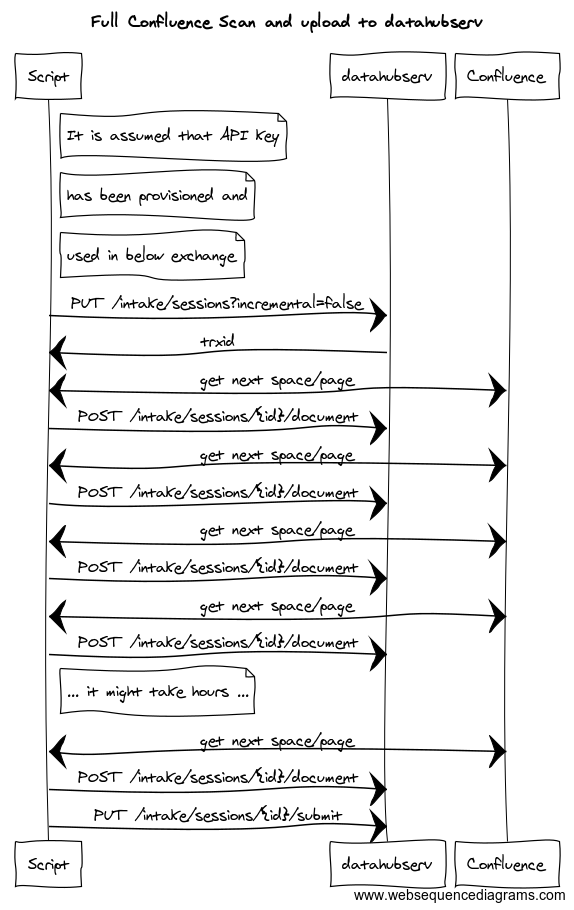 Full Confluence Scan and upload to datahubserv
Script datahubserv Confluence
It is assumed that API key
has been provisioned and
used in below exchange
PUT /intake/sessions?incremental=false
trxid
get next space/page
POST /intake/sessions/{id}/document
get next space/page
POST /intake/sessions/{id}/document
get next space/page
POST /intake/sessions/{id}/document
get next space/page
POST /intake/sessions/{id}/document
... it might take hours ...
get next space/page
POST /intake/sessions/{id}/document
PUT /intake/sessions/{id}/submit
Script datahubserv Confluence
www.websequencediagrams.com